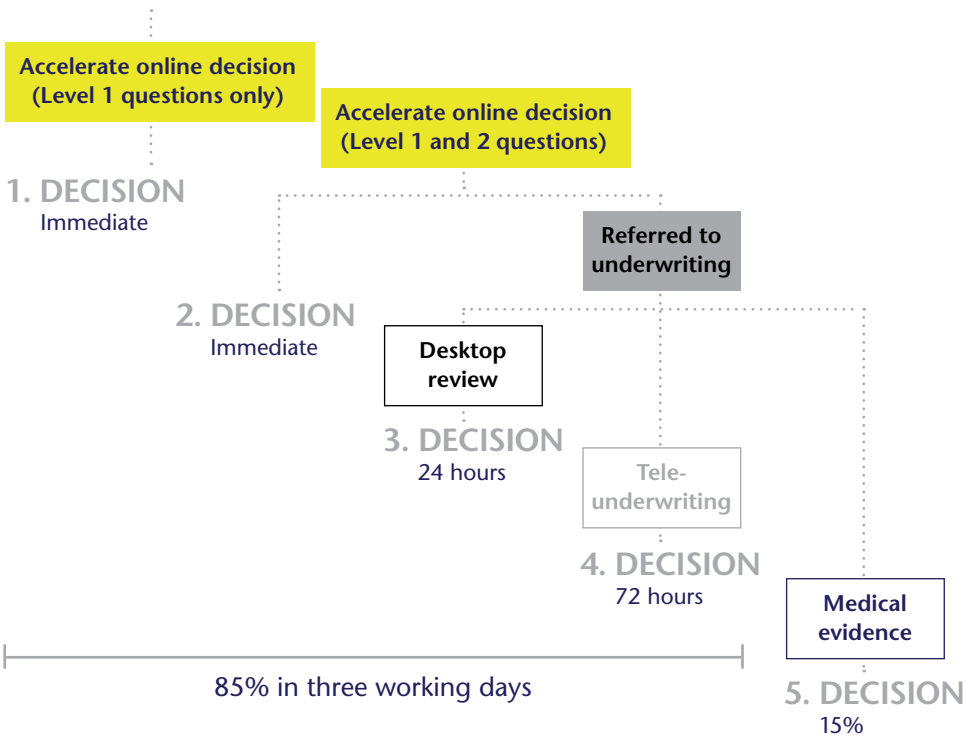 Accelerate online decision
(Level 1 questions only)
Accelerate online decision
(Level 1 and 2 questions)
1. DECISION
Immediate
Referred to
underwriting
2. DECISION
Immediate
Desktop
review
3. DECISION
24 hours
Tele-
underwriting
4. DECISION
72 hours
Medical
evidence
85% in three working days
5. DECISION
15%